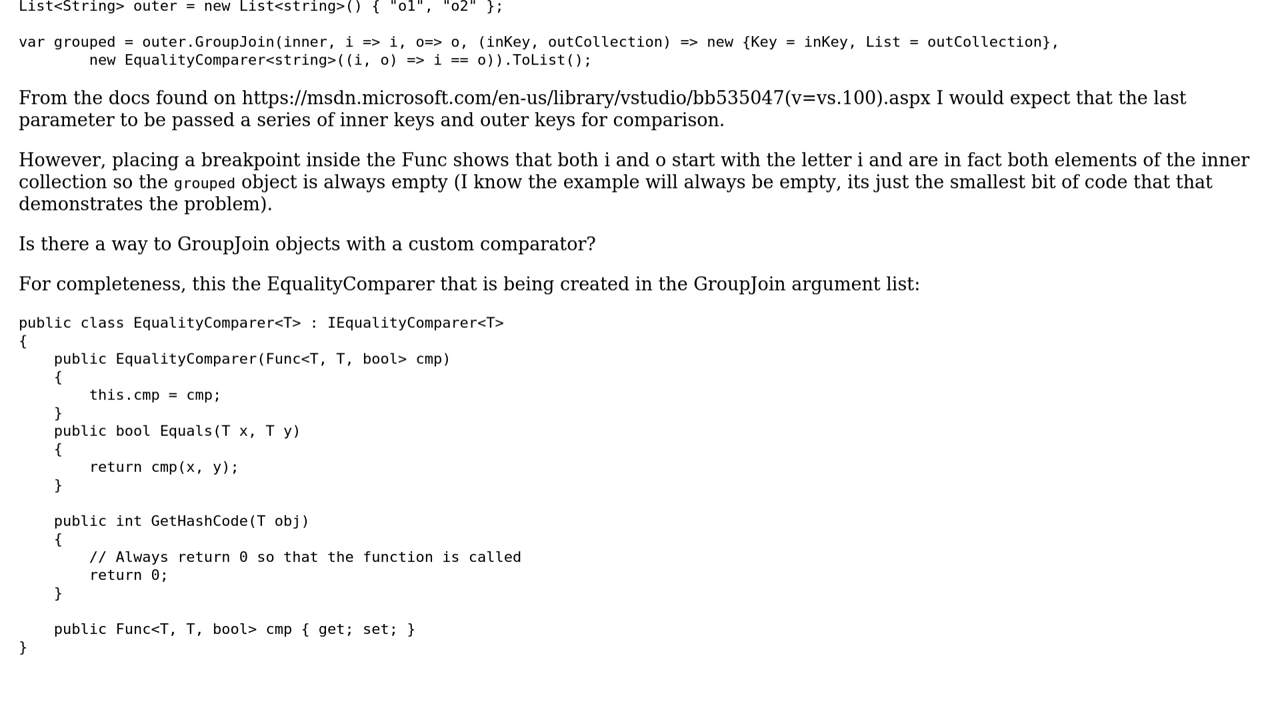 List<String> outer = new List<string>() { "o1", "o2" };
var grouped = outer.GroupJoin(inner, i => i, o=> o, (inKey, outCollection) => new {Key = inKey, List = outCollection},
        new EqualityComparer<string>((i, o) => i == o)).ToList();
From the docs found on https://msdn.microsoft.com/en-us/library/vstudio/bb535047(v=vs.100).aspx I would expect that the last
parameter to be passed a series of inner keys and outer keys for comparison.
However, placing a breakpoint inside the Func shows that both i and o start with the letter i and are in fact both elements of the inner
collection so the grouped object is always empty (I know the example will always be empty, its just the smallest bit of code that that
demonstrates the problem).
Is there a way to GroupJoin objects with a custom comparator?
For completeness, this the EqualityComparer that is being created in the GroupJoin argument list:
public class EqualityComparer<T> : IEqualityComparer<T>
{
    public EqualityComparer(Func<T, T, bool> cmp)
    {
        this.cmp = cmp;
    }
    public bool Equals(T x, T y)
    {
        return cmp(x, y);
    }
    public int GetHashCode(T obj)
    {
        // Always return 0 so that the function is called
        return 0;
    }
    public Func<T, T, bool> cmp { get; set; }
}